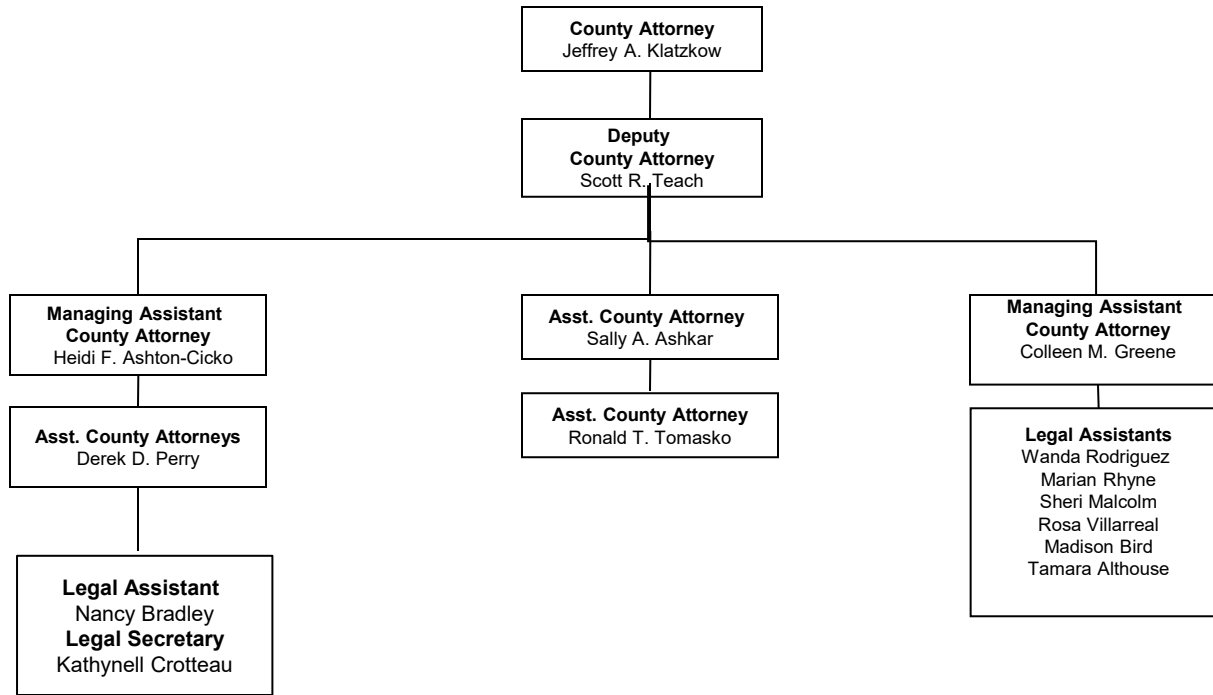 County Attorney
Jeffrey A. Klatzkow
Deputy
County Attorney
Scott R. Teach
Managing Assistant
County Attorney
Heidi F. Ashton-Cicko
Asst. County Attorney
Sally A. Ashkar
Managing Assistant
County Attorney
Colleen M. Greene
Asst. County Attorneys
Derek D. Perry
Asst. County Attorney
Ronald T. Tomasko
Legal Assistants
Wanda Rodriguez
Marian Rhyne
Sheri Malcolm
Rosa Villarreal
Madison Bird
Tamara Althouse
Legal Assistant
Nancy Bradley
Legal Secretary
Kathynell Crotteau